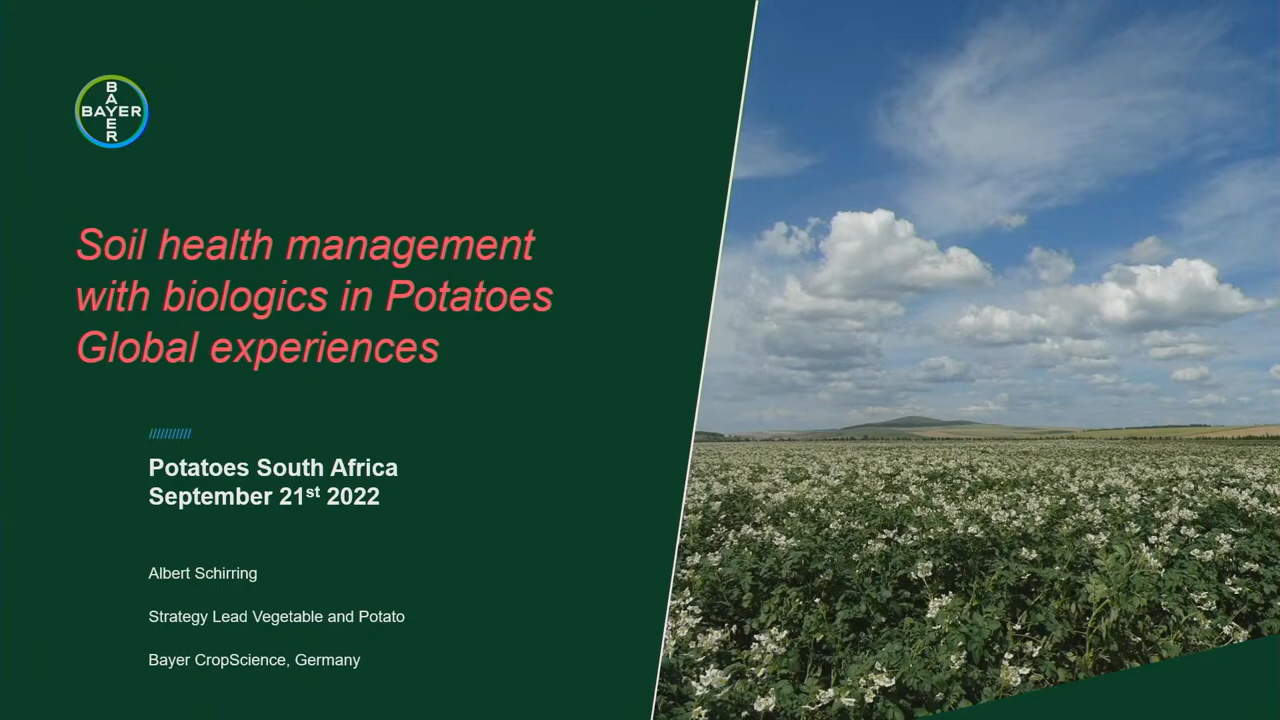 BAYER
BAYER
Soil health management
with biologics in Potatoes
Global experiences
///////////
Potatoes South Africa
September 21st 2022
Albert Schirring
Strategy Lead Vegetable and Potato
Bayer CropScience, Germany